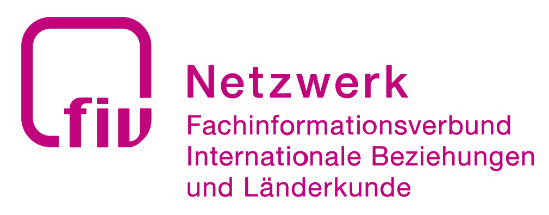 fiv
Netzwerk
Fachinformationsverbund
Internationale Beziehungen
und Länderkunde